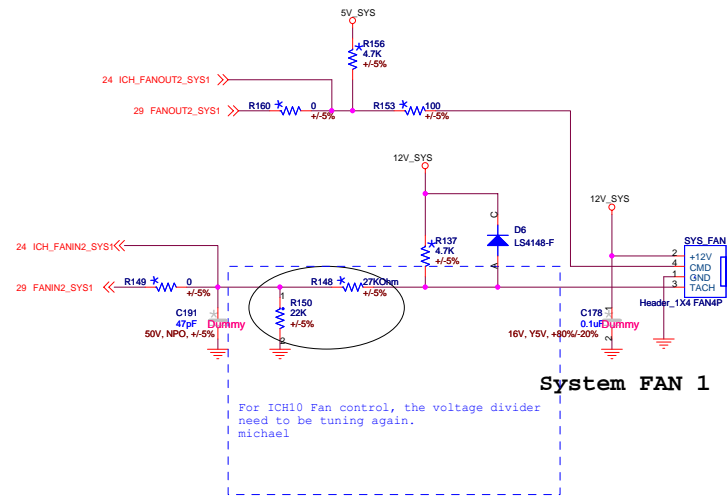 5V_SYS
R156
4.7K
+/-5%
24 ICH_FANOUT2_SYS1
29 FANOUT2_SYS1
R160
0
+/-5%
R153
100
+/-5%
12V_SYS
12V_SYS
C
D6
LS4148-F
A
R137
4.7K
+/-5%
SYS_FAN
2
+12V
4
CMD
1
GND
3
TACH
Header_1X4 FAN4P
24 ICH_FANIN2_SYS1
29 FANIN2_SYS1
R149
0
+/-5%
R148
27KOhm
+/-5%
1
R150
22K
+/-5%
2
C191
47pF
Dummy
50V, NPO, +/-5%
1
C178
0.1uF
Dummy
16V, Y5V, +80%/-20%
2
System FAN 1
For ICH10 Fan control, the voltage divider
need to be tuning again.
michael